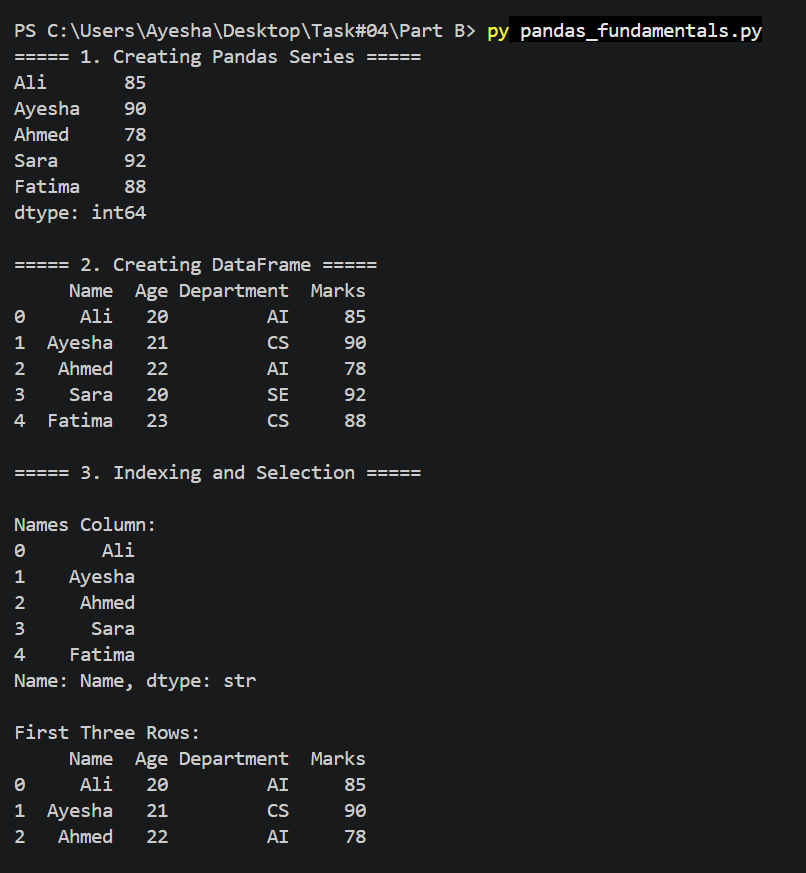 PS C:\Users\Ayesha\Desktop\Task#04\Part B> py pandas_fundamentals.py
===== 1. Creating Pandas Series =====
Ali       85
Ayesha    90
Ahmed     78
Sara      92
Fatima    88
dtype: int64

===== 2. Creating DataFrame =====
     Name  Age Department  Marks
0     Ali   20         AI     85
1  Ayesha   21         CS     90
2   Ahmed   22         AI     78
3    Sara   20         SE     92
4  Fatima   23         CS     88

===== 3. Indexing and Selection =====

Names Column:
0       Ali
1    Ayesha
2     Ahmed
3      Sara
4    Fatima
Name: Name, dtype: str

First Three Rows:
     Name  Age Department  Marks
0     Ali   20         AI     85
1  Ayesha   21         CS     90
2   Ahmed   22         AI     78